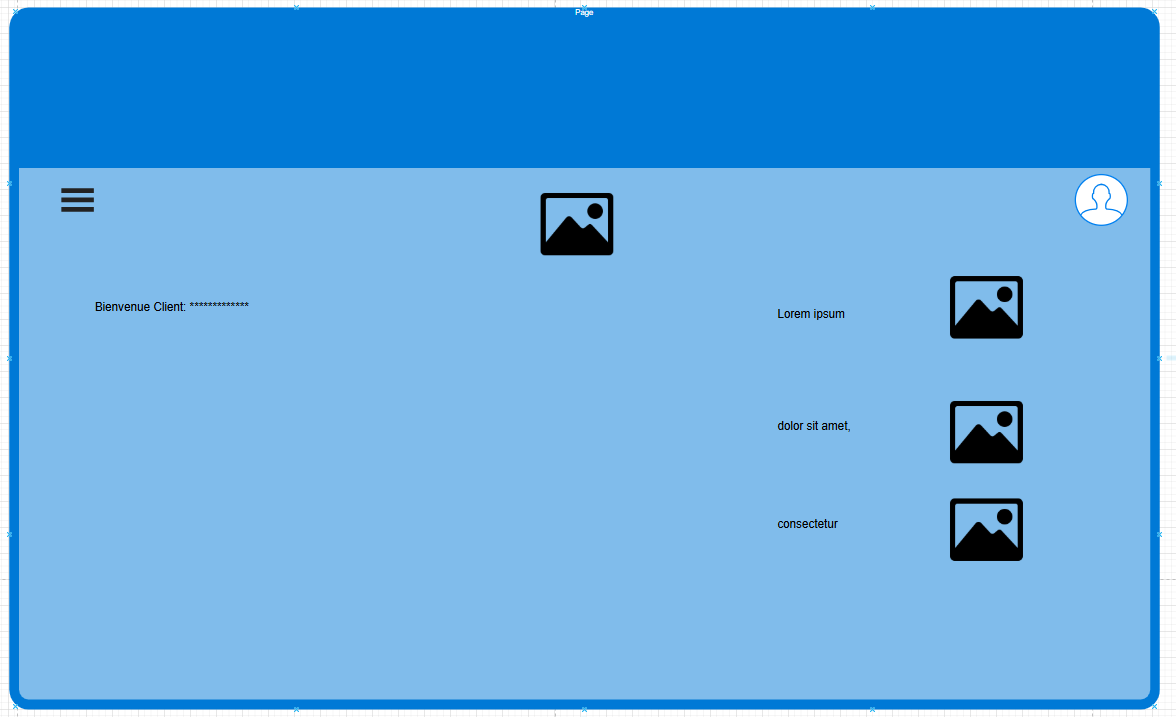 Page
Bienvenue Client: *************
Lorem ipsum
dolor sit amet,
consectetur